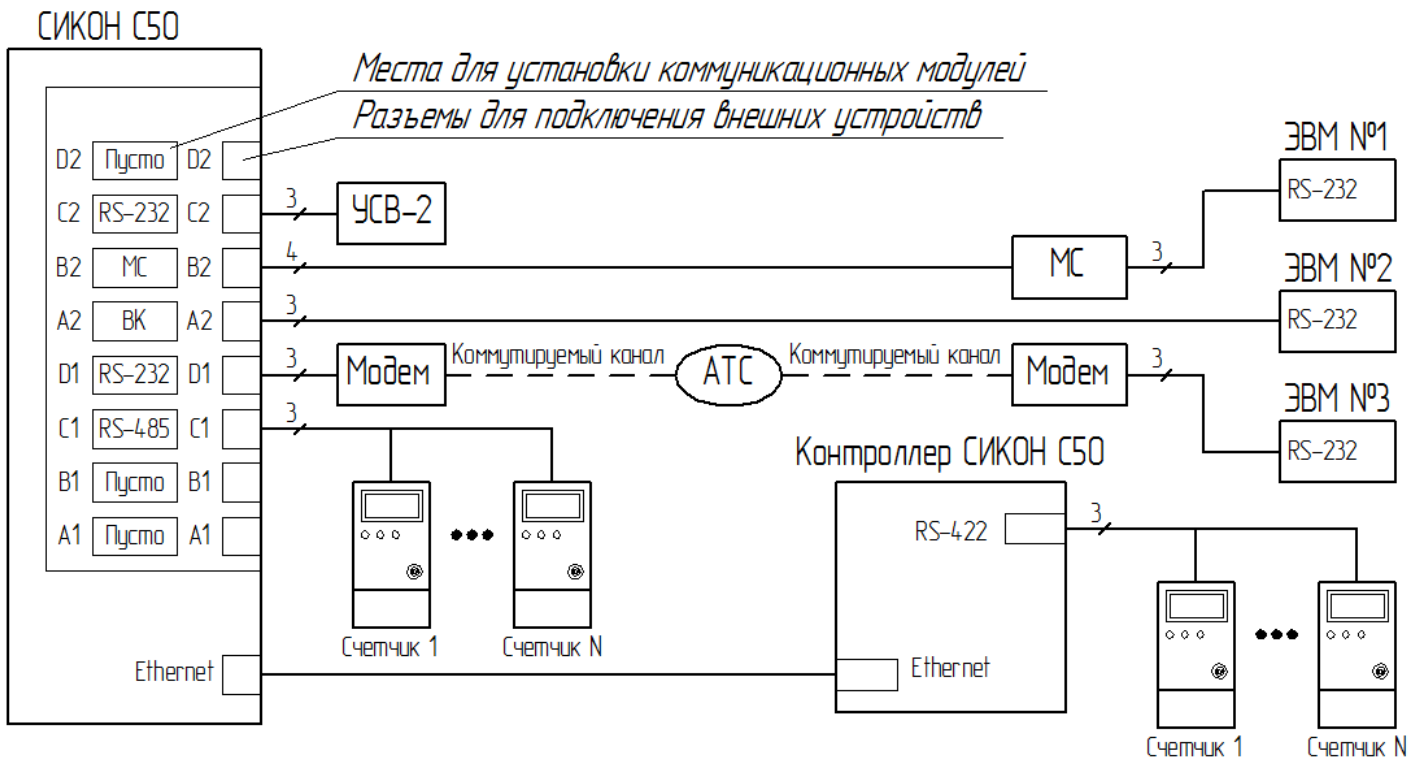 СИКОН С50
Места для установки коммуникационных модулей
Разъемы для подключения внешних устройств
D2 Пусто D2
C2 RS-232 C2 3 УСВ-2
B2 МС B2 4 МС 3
A2 ВК A2 3
D1 RS-232 D1 3 Модем Коммутируемый канал АТС Коммутируемый канал Модем 3
C1 RS-485 C1 3
B1 Пусто B1
A1 Пусто A1
ЭВМ №1
RS-232
ЭВМ №2
RS-232
ЭВМ №3
RS-232
Счетчик 1 Счетчик N
Ethernet
Контроллер СИКОН С50
RS-422 3
Ethernet
Счетчик 1 Счетчик N